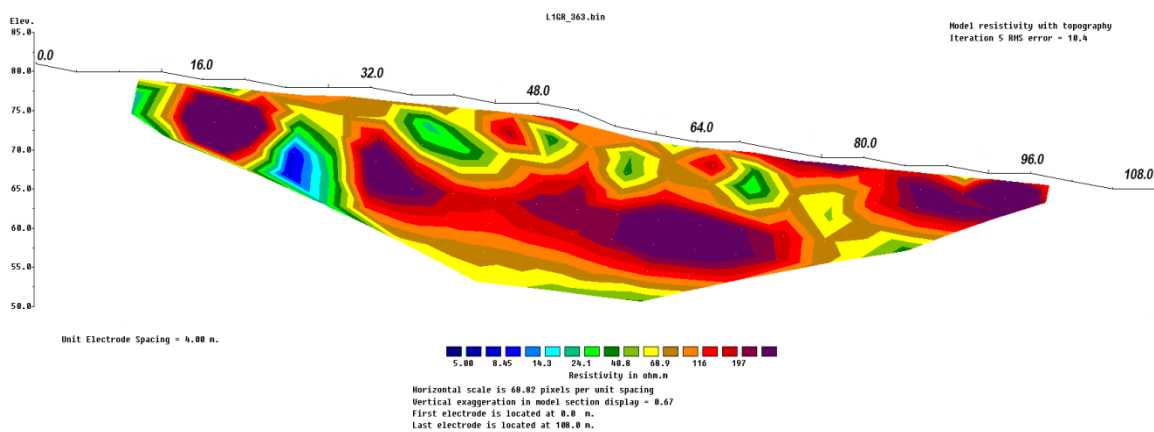 L1GR_363.bin
Elev.
Model resistivity with topography
Iteration 5 RMS error = 10.4
85.0
80.0
75.0
70.0
65.0
60.0
55.0
50.0
0.0
16.0
32.0
48.0
64.0
80.0
96.0
108.0
Unit Electrode Spacing = 4.00 m.
5.00 8.45 14.3 24.1 40.8 68.9 116 197
Resistivity in ohm.m
Horizontal scale is 68.82 pixels per unit spacing
Vertical exaggeration in model section display = 0.67
First electrode is located at 0.0 m.
Last electrode is located at 108.0 m.